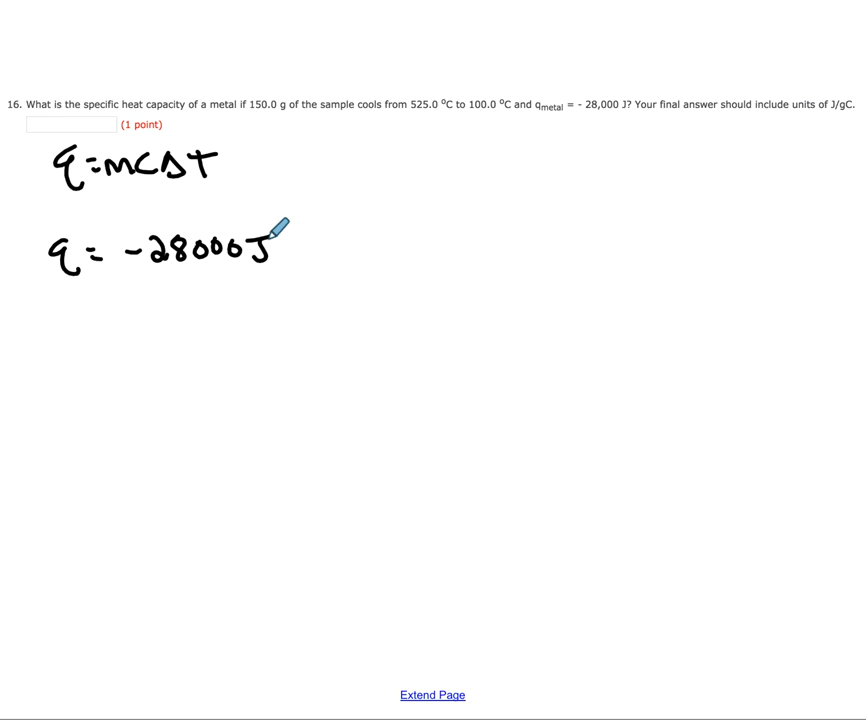 16. What is the specific heat capacity of a metal if 150.0 g of the sample cools from 525.0 ⁰C to 100.0 ⁰C and qmetal = - 28,000 J? Your final answer should include units of J/gC.
(1 point)
q=mCΔT
q= -28000J
Extend Page